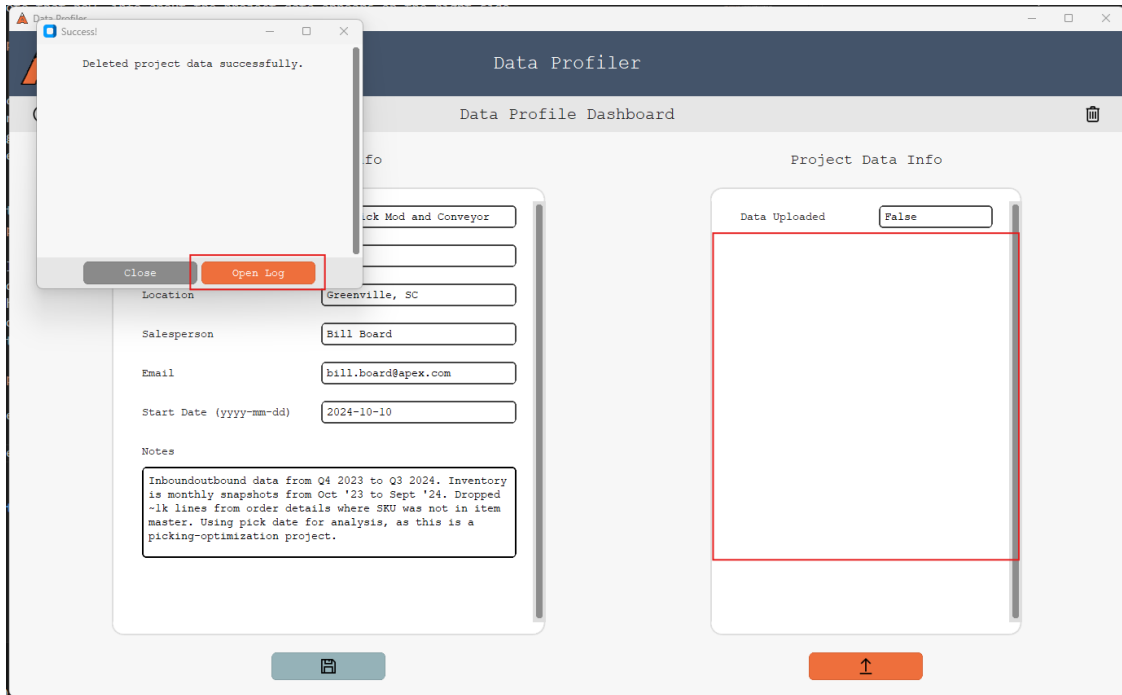 Data Profiler
Success!
Deleted project data successfully.
Close
Open Log
Data Profiler
Data Profile Dashboard
fo
Project Data Info
ick Mod and Conveyor
Location
Greenville, SC
Salesperson
Bill Board
Email
bill.board@apex.com
Start Date (yyyy-mm-dd)
2024-10-10
Notes
Inboundoutbound data from Q4 2023 to Q3 2024. Inventory
is monthly snapshots from Oct '23 to Sept '24. Dropped
~1k lines from order details where SKU was not in item
master. Using pick date for analysis, as this is a
picking-optimization project.
Data Uploaded
False